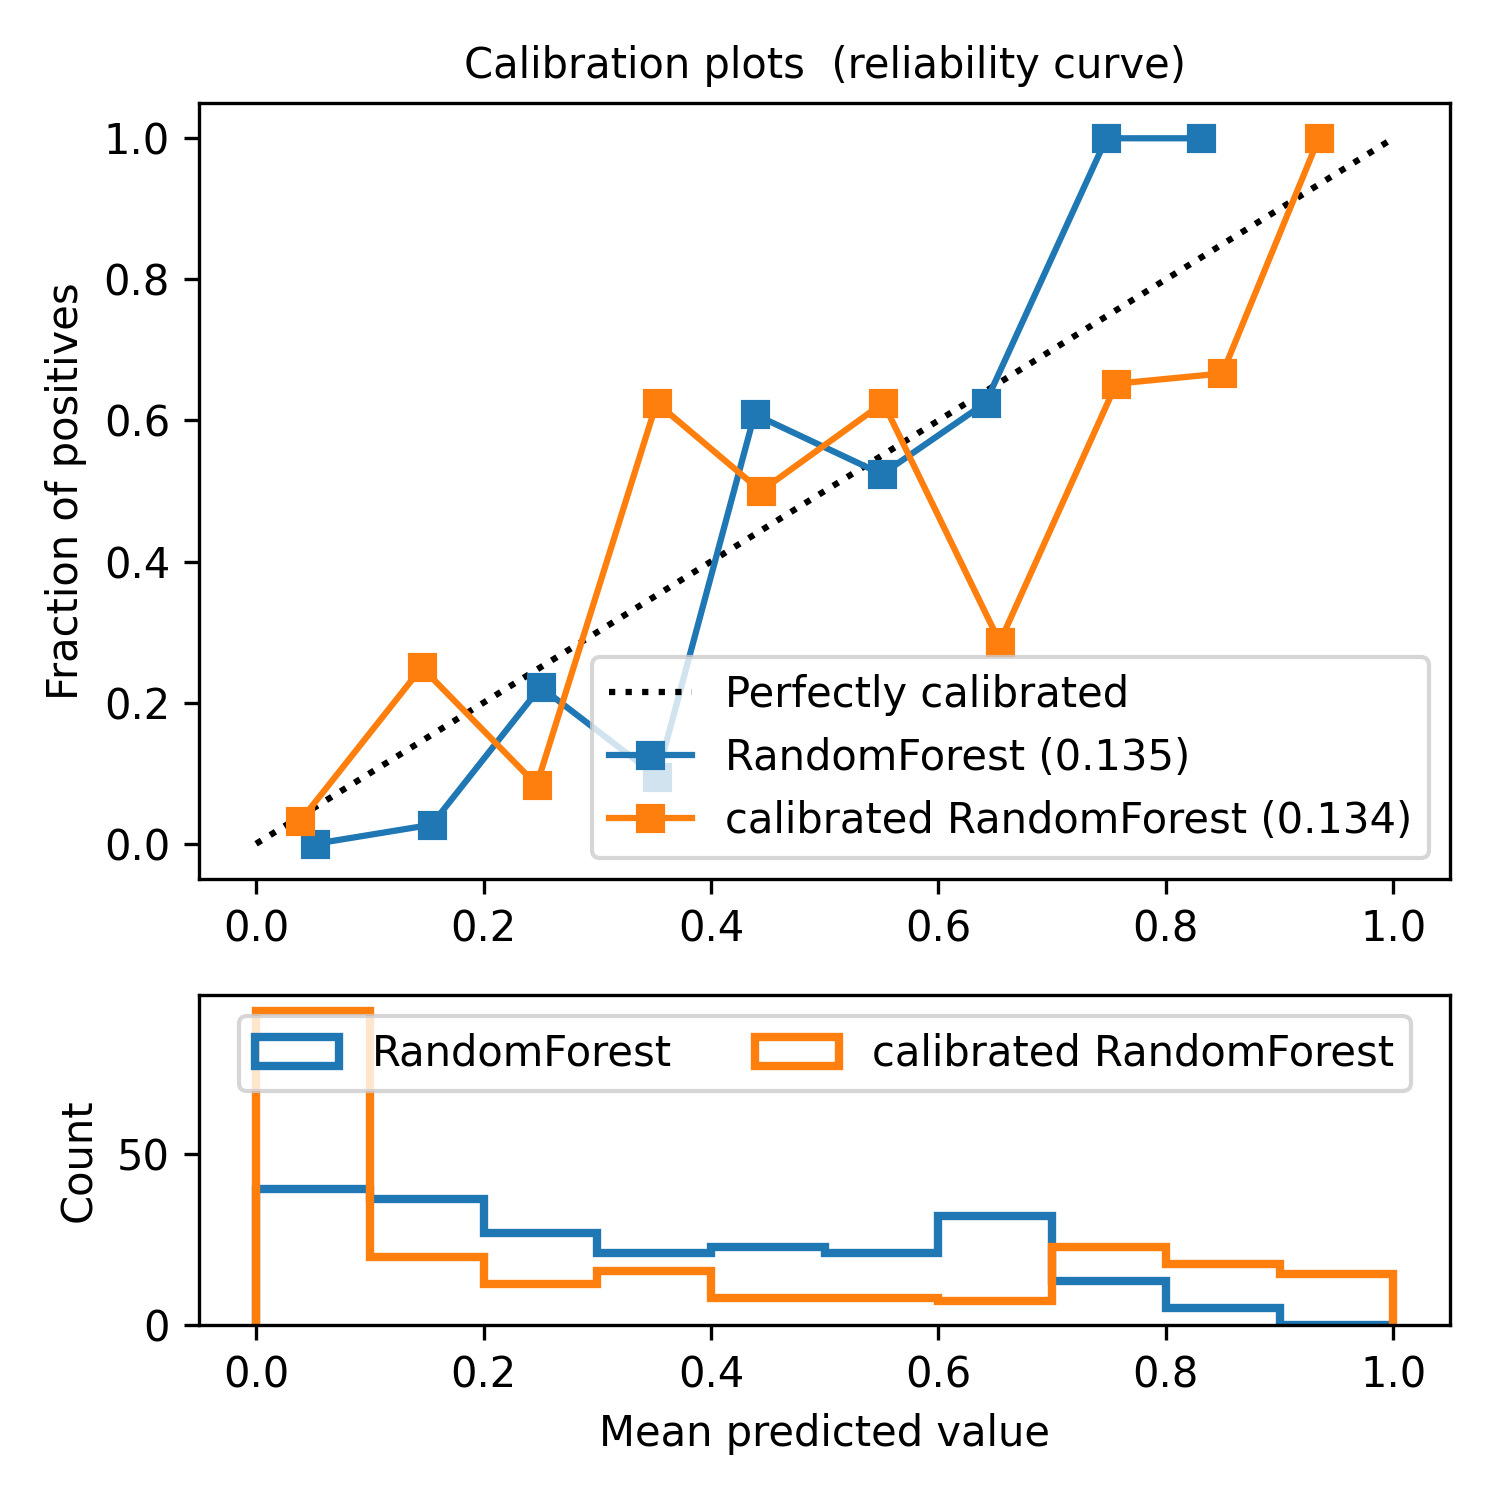 Calibration plots  (reliability curve)
Fraction of positives
1.0
0.8
0.6
0.4
0.2
0.0
Perfectly calibrated
RandomForest (0.135)
calibrated RandomForest (0.134)
0.0 0.2 0.4 0.6 0.8 1.0
RandomForest calibrated RandomForest
Count
50
0
0.0 0.2 0.4 0.6 0.8 1.0
Mean predicted value